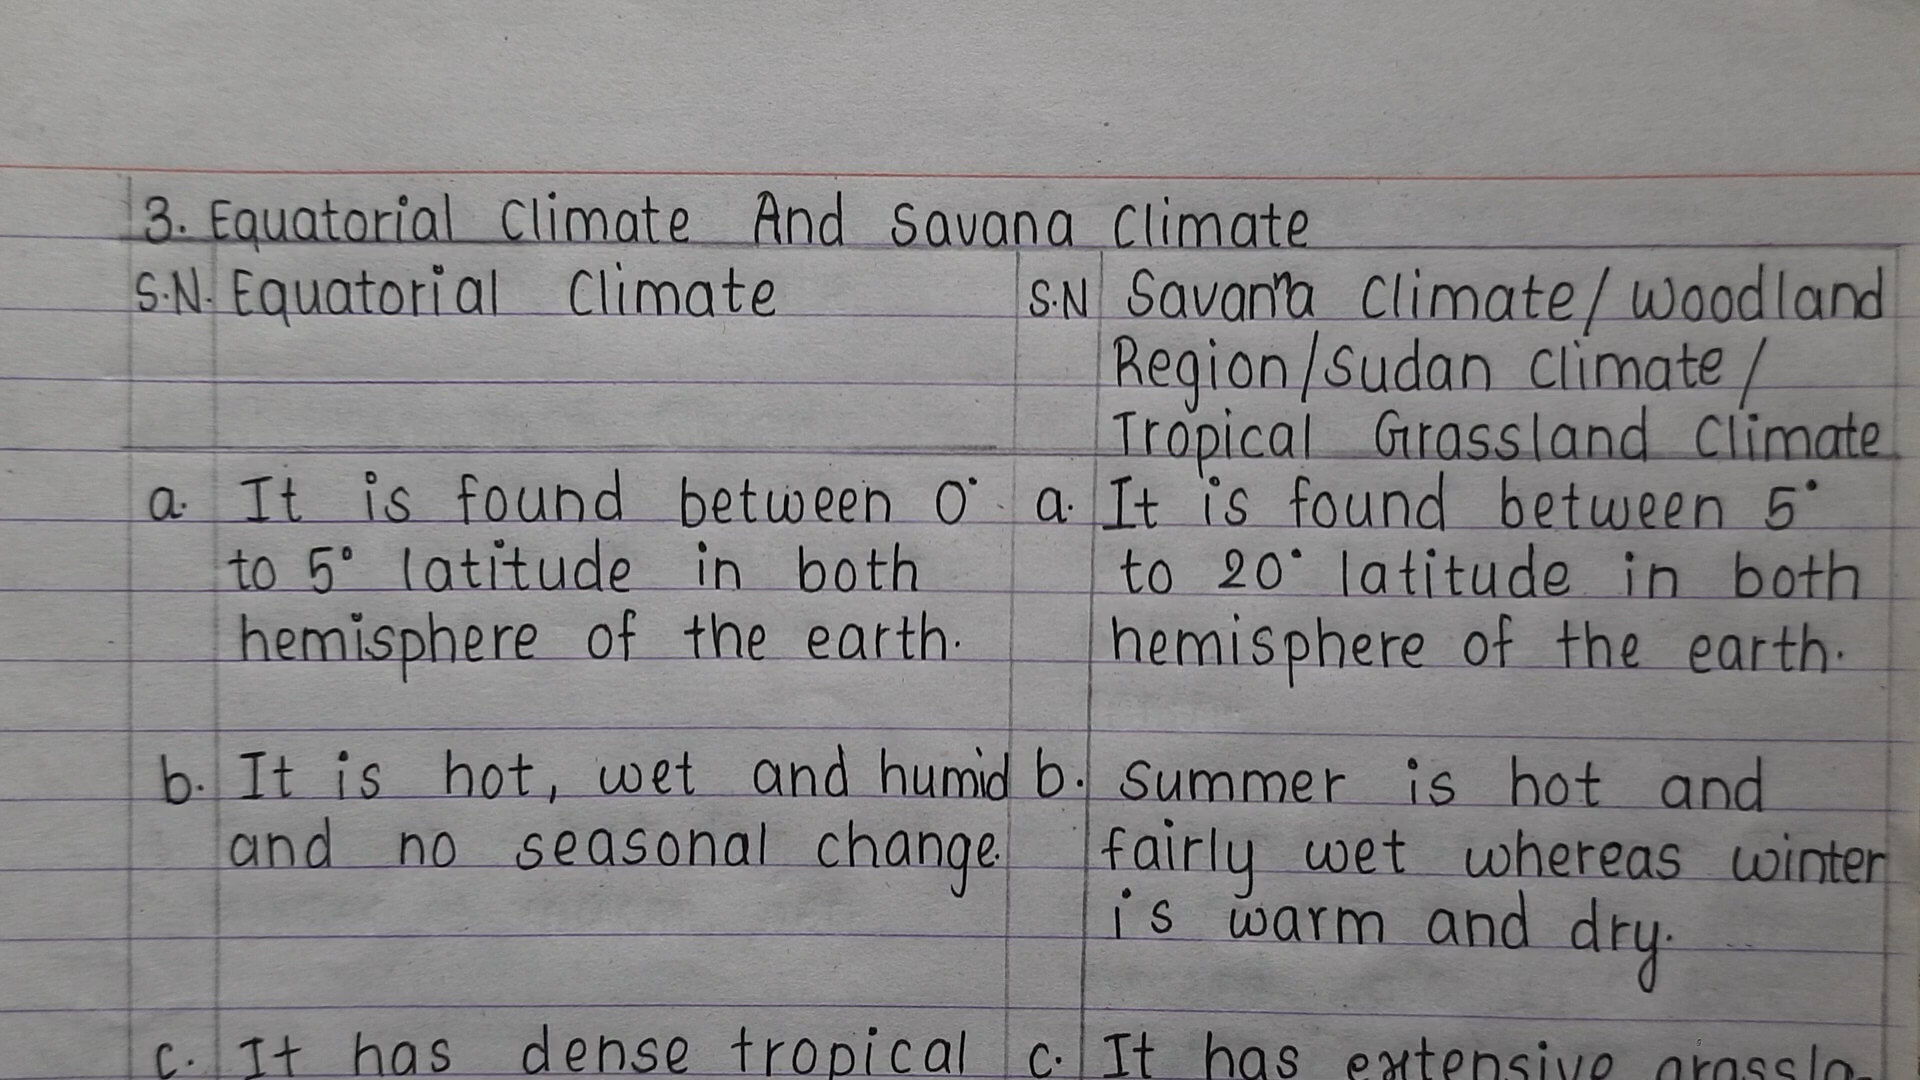 3. Equatorial Climate And Savana Climate
S.N. Equatorial Climate
S.N Savanna Climate/Woodland
Region/Sudan Climate/
Tropical Grassland Climate
a. It is found between 0°
to 5° latitude in both
hemisphere of the earth.
a. It is found between 5°
to 20° latitude in both
hemisphere of the earth.
b. It is hot, wet and humid
and no seasonal change.
b. Summer is hot and
fairly wet whereas winter
is warm and dry.
c. It has dense tropical
c. It has extensive grassla-